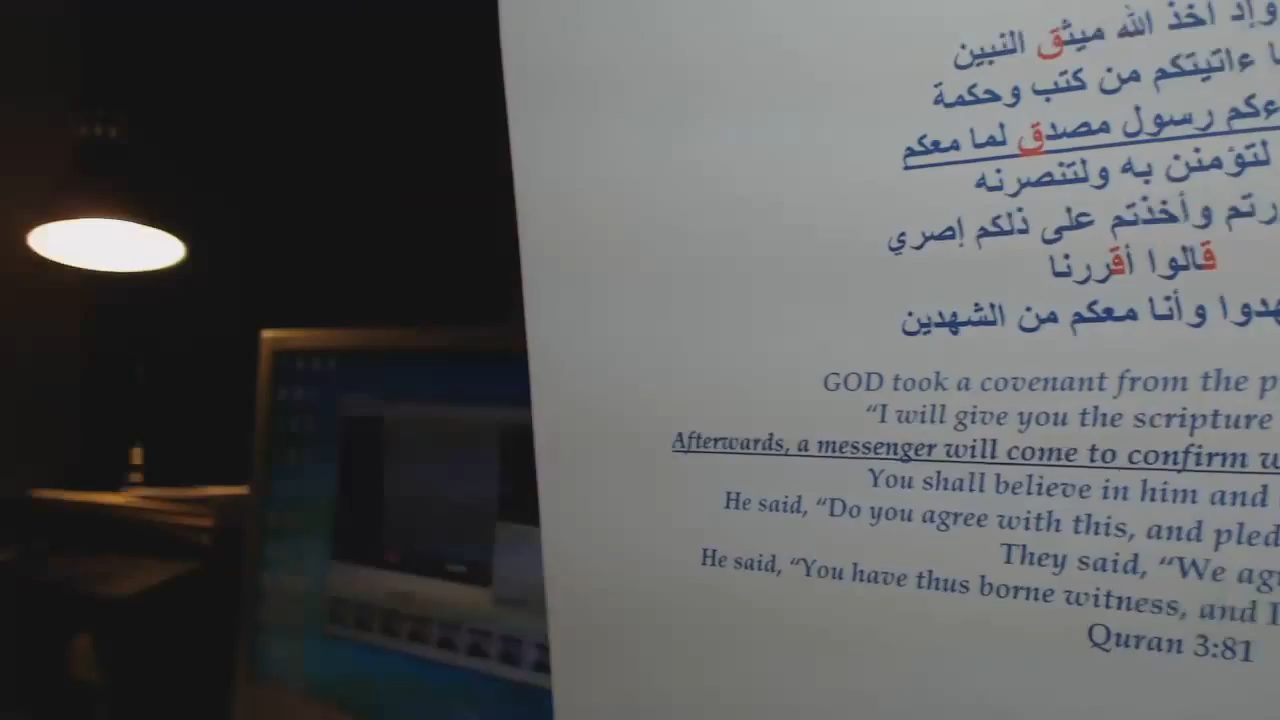 وإذ أخذ الله ميثق النبين
ءاتيتكم من كتب وحكمة
ءكم رسول مصدق لما معكم
لتؤمنن به ولتنصرنه
رتم وأخذتم على ذلكم إصري
قالوا أقررنا
هدوا وأنا معكم من الشهدين
GOD took a covenant from the p
“I will give you the scripture
Afterwards, a messenger will come to confirm w
You shall believe in him and
He said, “Do you agree with this, and pled
They said, “We ag
He said, “You have thus borne witness, and I
Quran 3:81